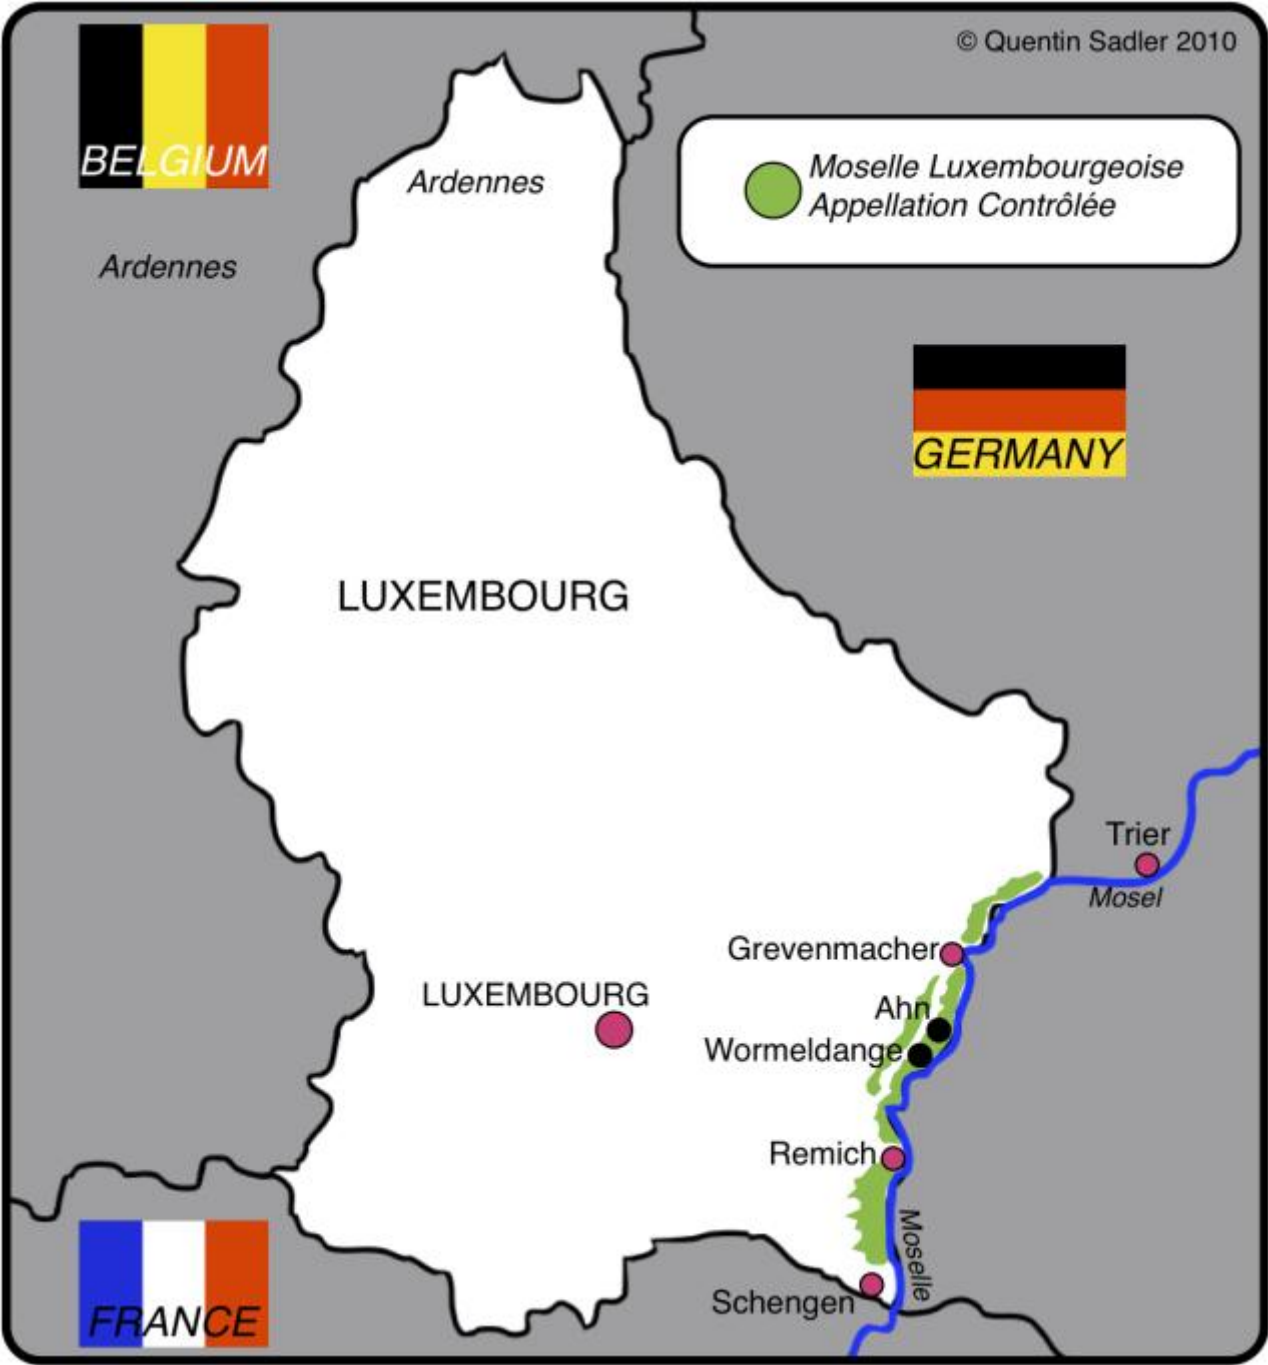 © Quentin Sadler 2010
BELGIUM
Moselle Luxembourgeoise
Appellation Contrôlée
Ardennes
Ardennes
GERMANY
LUXEMBOURG
Trier
Mosel
Grevenmacher
LUXEMBOURG
Ahn
Wormeldange
Remich
Moselle
Schengen
FRANCE